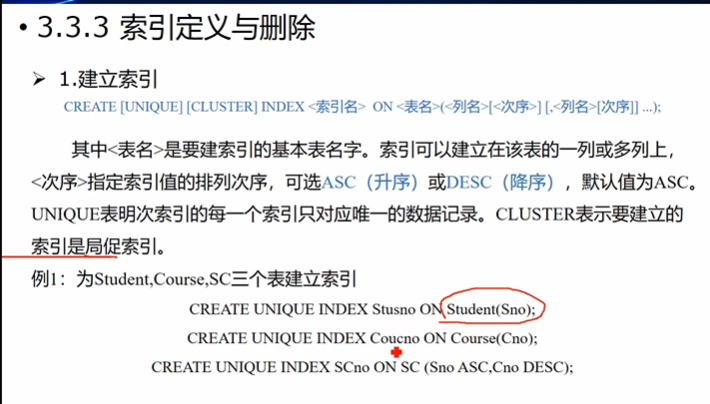 • 3.3.3 索引定义与删除
➢ 1.建立索引
CREATE [UNIQUE] [CLUSTER] INDEX <索引名> ON <表名>(<列名>[<次序>] [,<列名>[次序]] ...);
其中<表名>是要建索引的基本表名字。索引可以建立在该表的一列或多列上，
<次序>指定索引值的排列次序，可选ASC（升序）或DESC（降序），默认值为ASC。
UNIQUE表明次索引的每一个索引只对应唯一的数据记录。CLUSTER表示要建立的
索引是局促索引。
例1：为Student,Course,SC三个表建立索引
CREATE UNIQUE INDEX Stusno ON Student(Sno);
CREATE UNIQUE INDEX Coucno ON Course(Cno);
CREATE UNIQUE INDEX SCno ON SC (Sno ASC,Cno DESC);